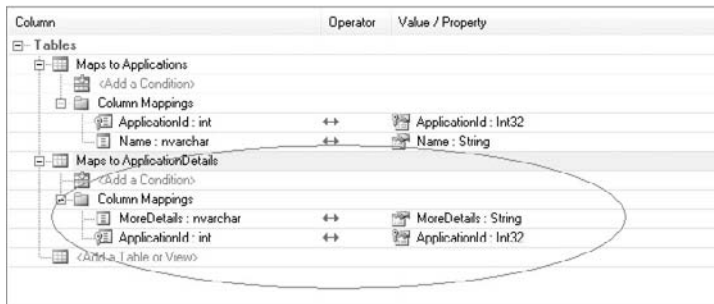 Column Operator Value / Property
Tables
Maps to Applications
<Add a Condition>
Column Mappings
ApplicationId : int ApplicationId : Int32
Name : nvarchar Name : String
Maps to ApplicationDetails
<Add a Condition>
Column Mappings
MoreDetails : nvarchar MoreDetails : String
ApplicationId : int ApplicationId : Int32
<Add a Table or View>